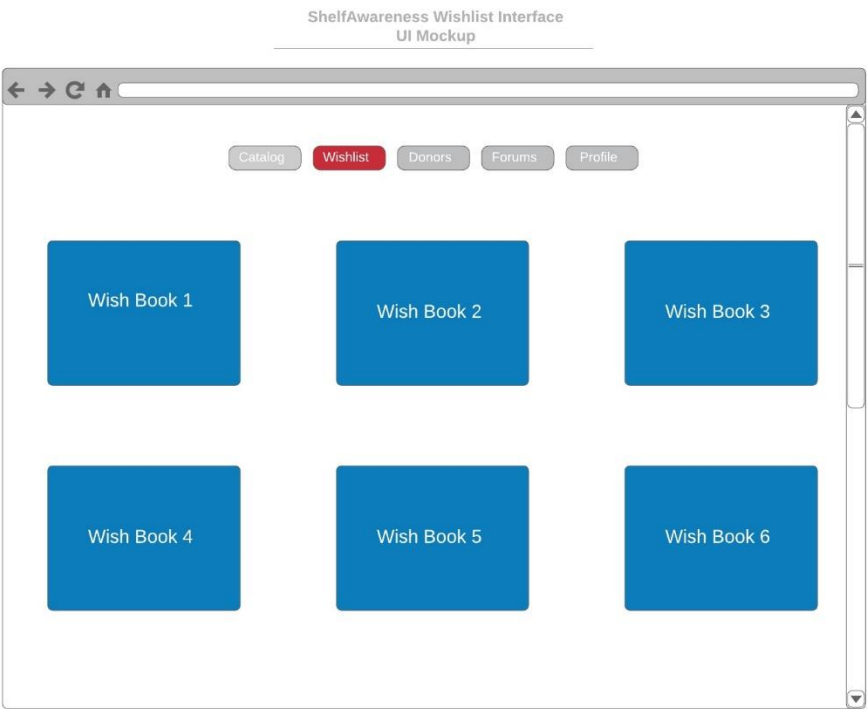 ShelfAwareness Wishlist Interface
UI Mockup
Catalog
Wishlist
Donors
Forums
Profile
Wish Book 1
Wish Book 2
Wish Book 3
Wish Book 4
Wish Book 5
Wish Book 6